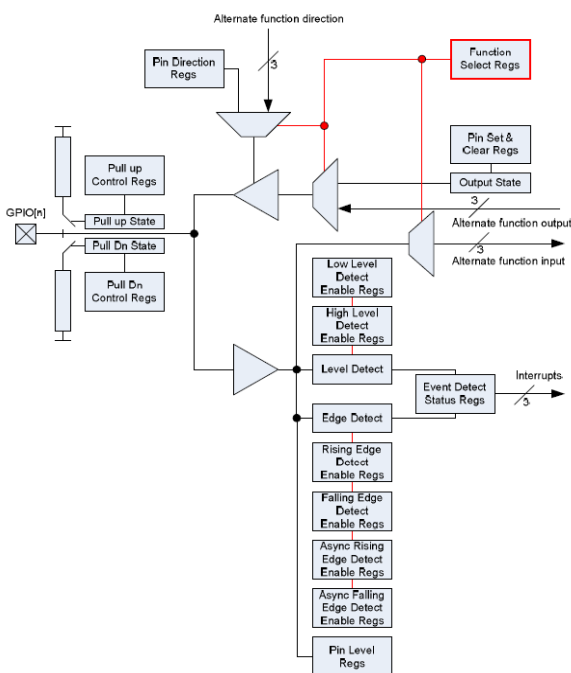 Alternate function direction
3
Pin Direction
Regs
Function
Select Regs
Pin Set &
Clear Regs
Output State
3
Alternate function output
3
Alternate function input
Pull up
Control Regs
Pull up State
GPIO[n]
Pull Dn State
Pull Dn
Control Regs
Low Level
Detect
Enable Regs
High Level
Detect
Enable Regs
Level Detect
Event Detect
Status Regs
Interrupts
3
Edge Detect
Rising Edge
Detect
Enable Regs
Falling Edge
Detect
Enable Regs
Async Rising
Edge Detect
Enable Regs
Async Falling
Edge Detect
Enable Regs
Pin Level
Regs